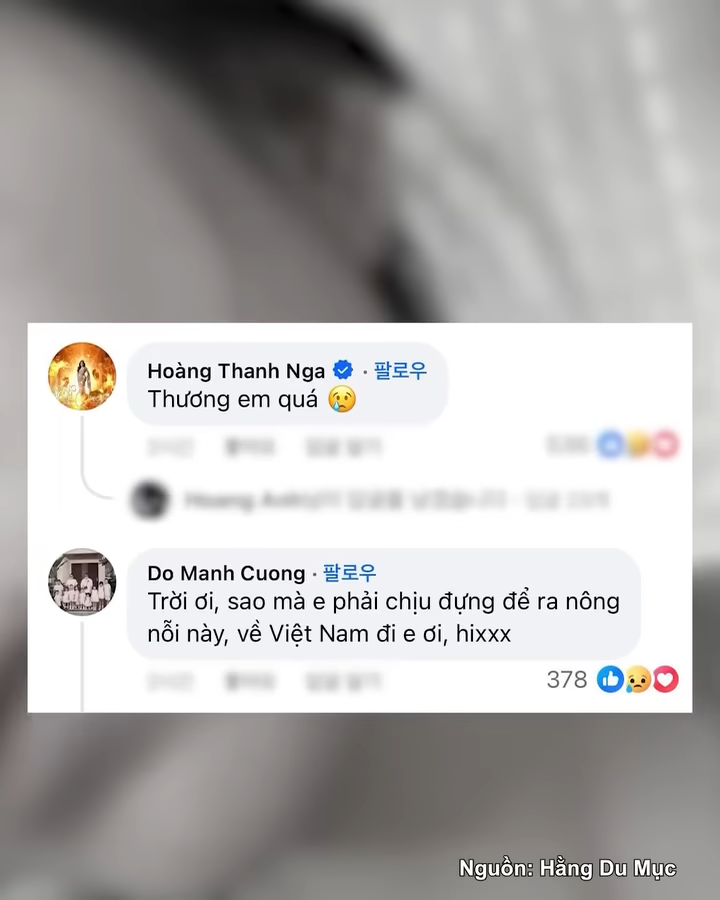 Hoàng Thanh Nga · 팔로우
Thương em quá 😢
Do Manh Cuong · 팔로우
Trời ơi, sao mà e phải chịu đựng để ra nông
nỗi này, về Việt Nam đi e ơi, hixxx
378
Nguồn: Hằng Du Mục